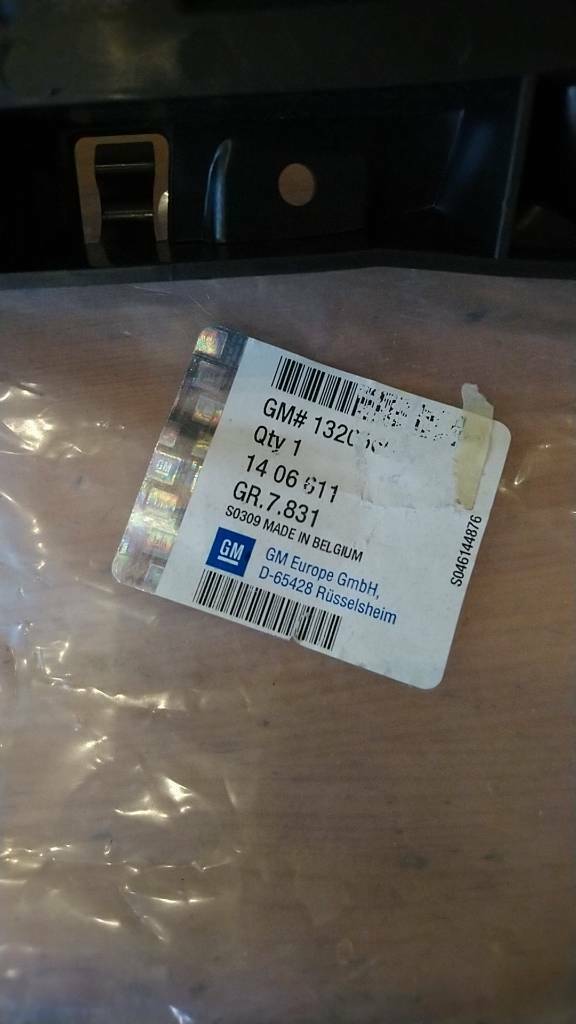 GM# 1320
Qty 1
14 06 611
GR.7.831
S0309 MADE IN BELGIUM
GM
GM Europe GmbH,
D-65428 Rüsselsheim
S046144876